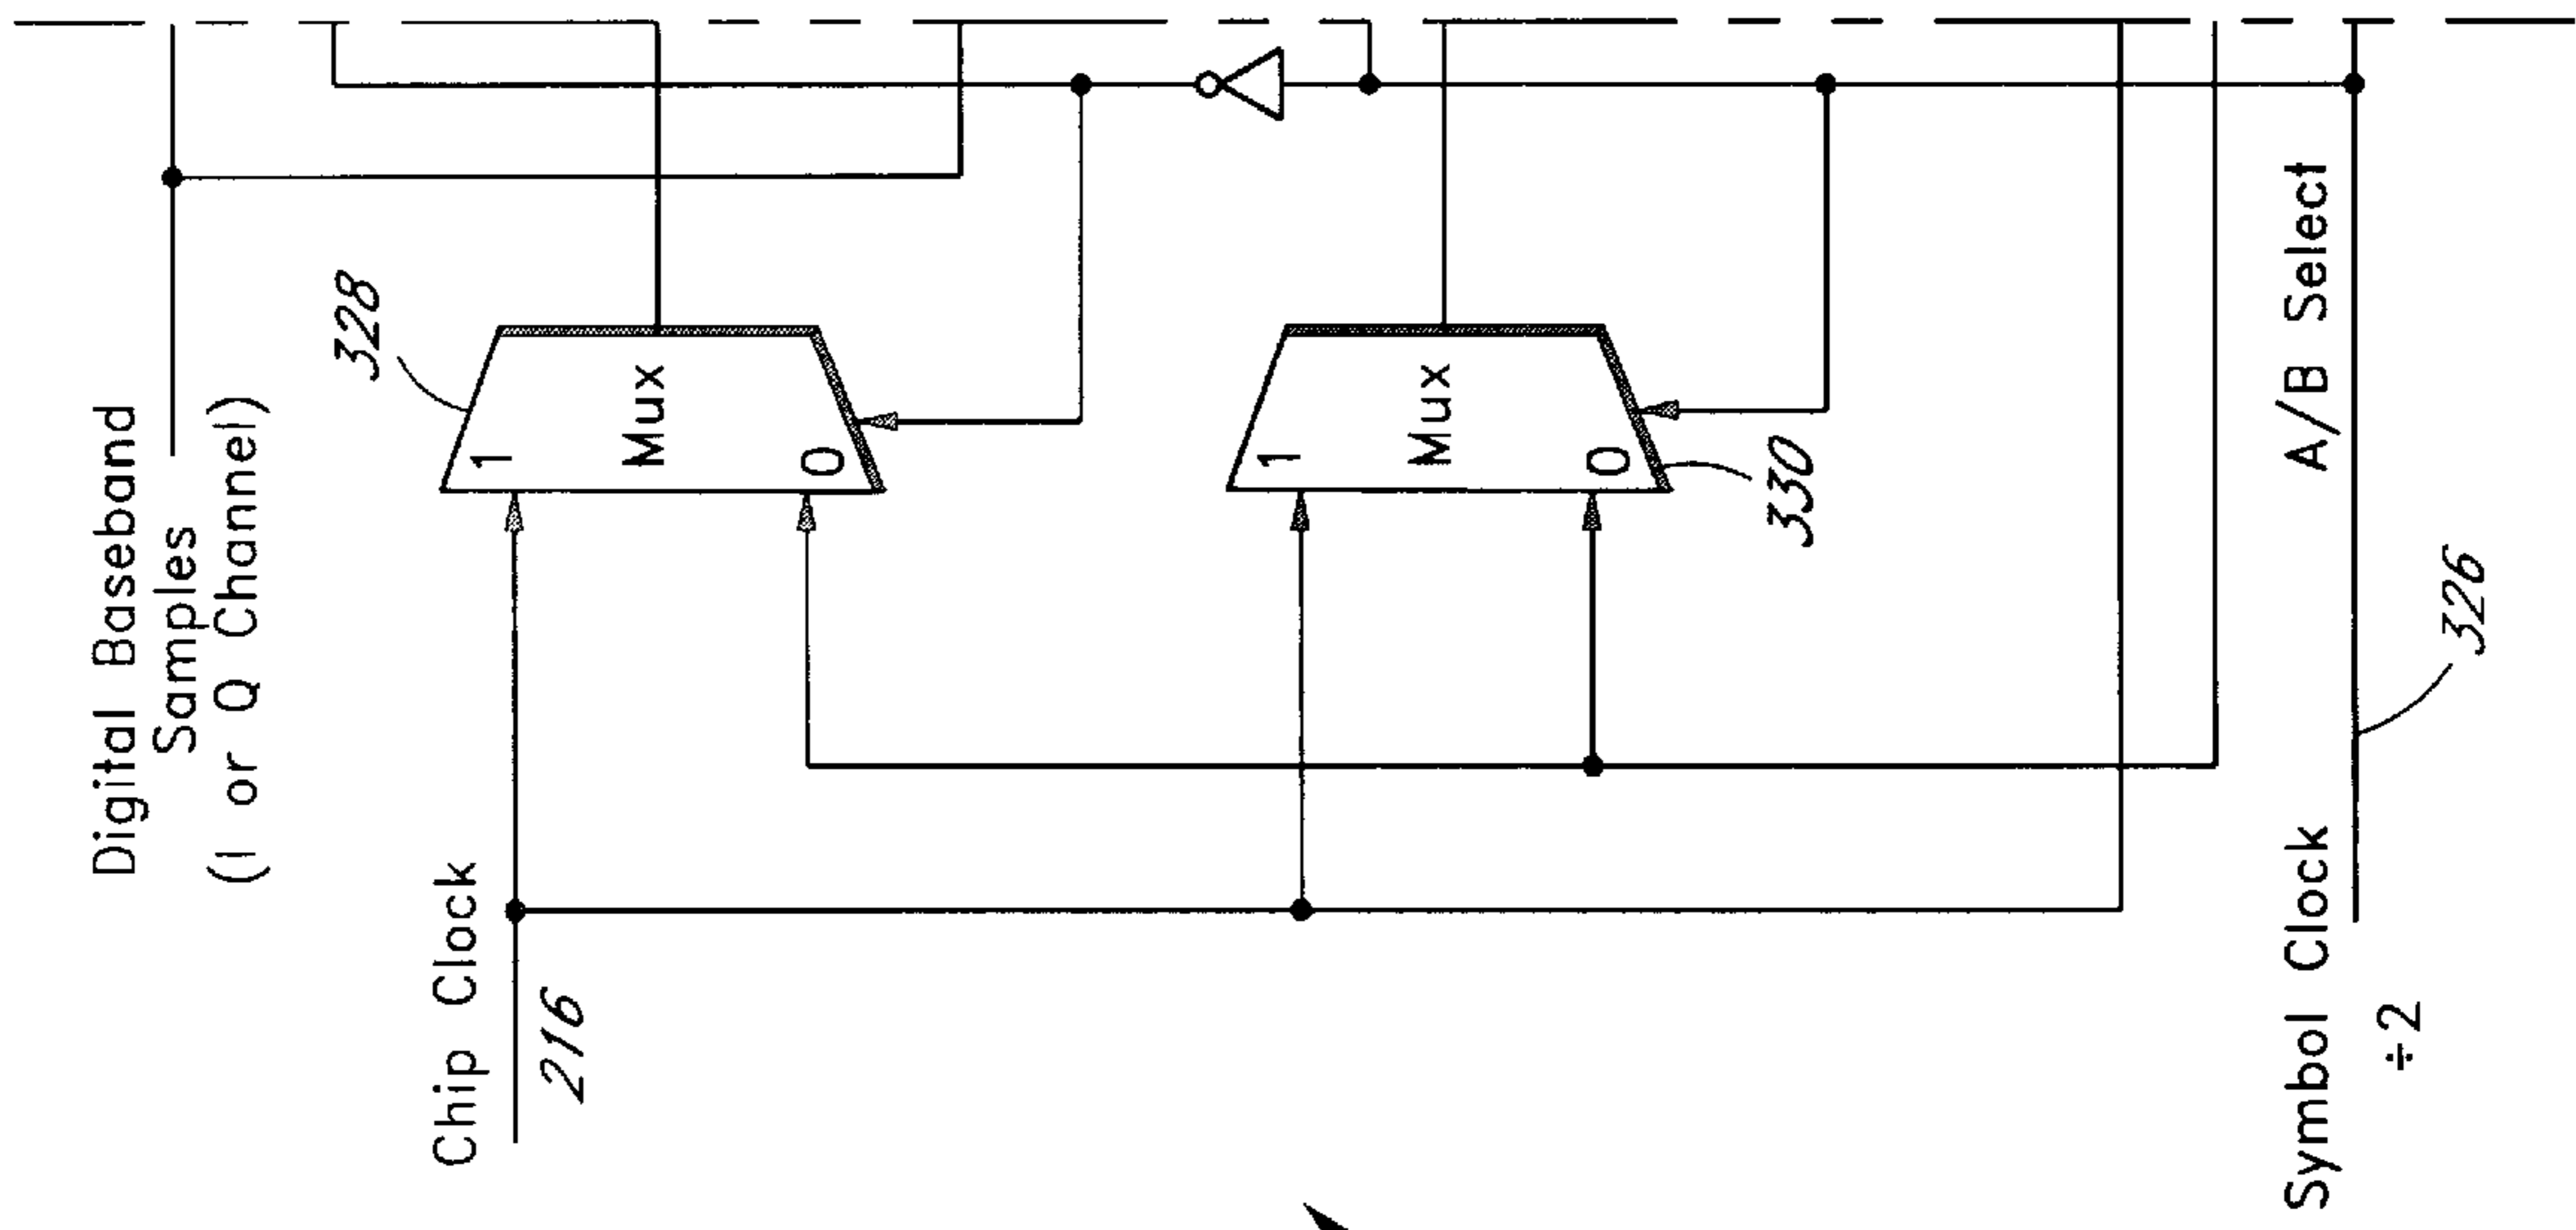 Digital Baseband
Samples
(I or Q Channel)
328
Chip Clock
216
1
Mux
0
1
Mux
0
330
A/B Select
Symbol Clock
÷2
326